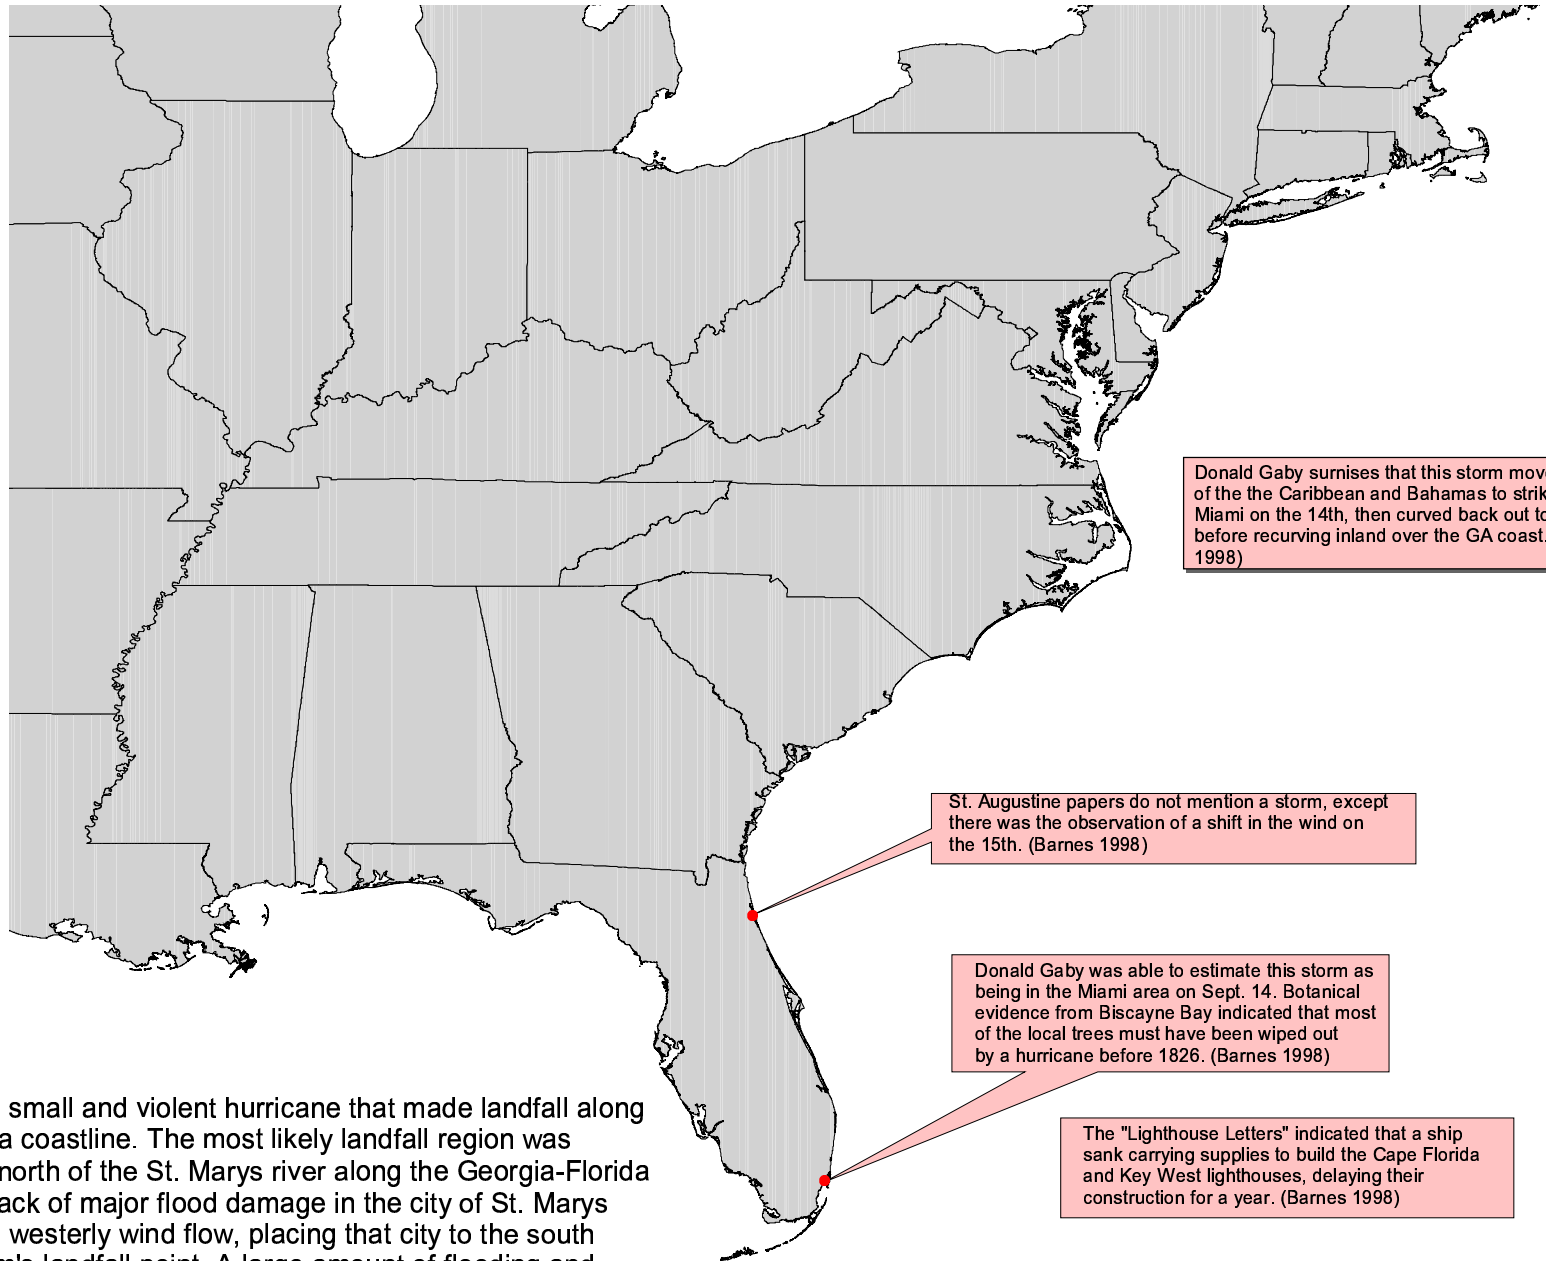 Donald Gaby surnises that this storm
of the the Caribbean and Bahamas to
Miami on the 14th, then curved back out
before recurving inland over the GA coast.
1998)
St. Augustine papers do not mention a storm, except
there was the observation of a shift in the wind on
the 15th. (Barnes 1998)
Donald Gaby was able to estimate this storm as
being in the Miami area on Sept. 14. Botanical
evidence from Biscayne Bay indicated that most
of the local trees must have been wiped out
by a hurricane before 1826. (Barnes 1998)
The "Lighthouse Letters" indicated that a ship
sank carrying supplies to build the Cape Florida
and Key West lighthouses, delaying their
construction for a year. (Barnes 1998)
small and violent hurricane that made landfall along
a coastline. The most likely landfall region was
north of the St. Marys river along the Georgia-Florida
ack of major flood damage in the city of St. Marys
westerly wind flow, placing that city to the south
m's landfall point. A large amount of flooding and